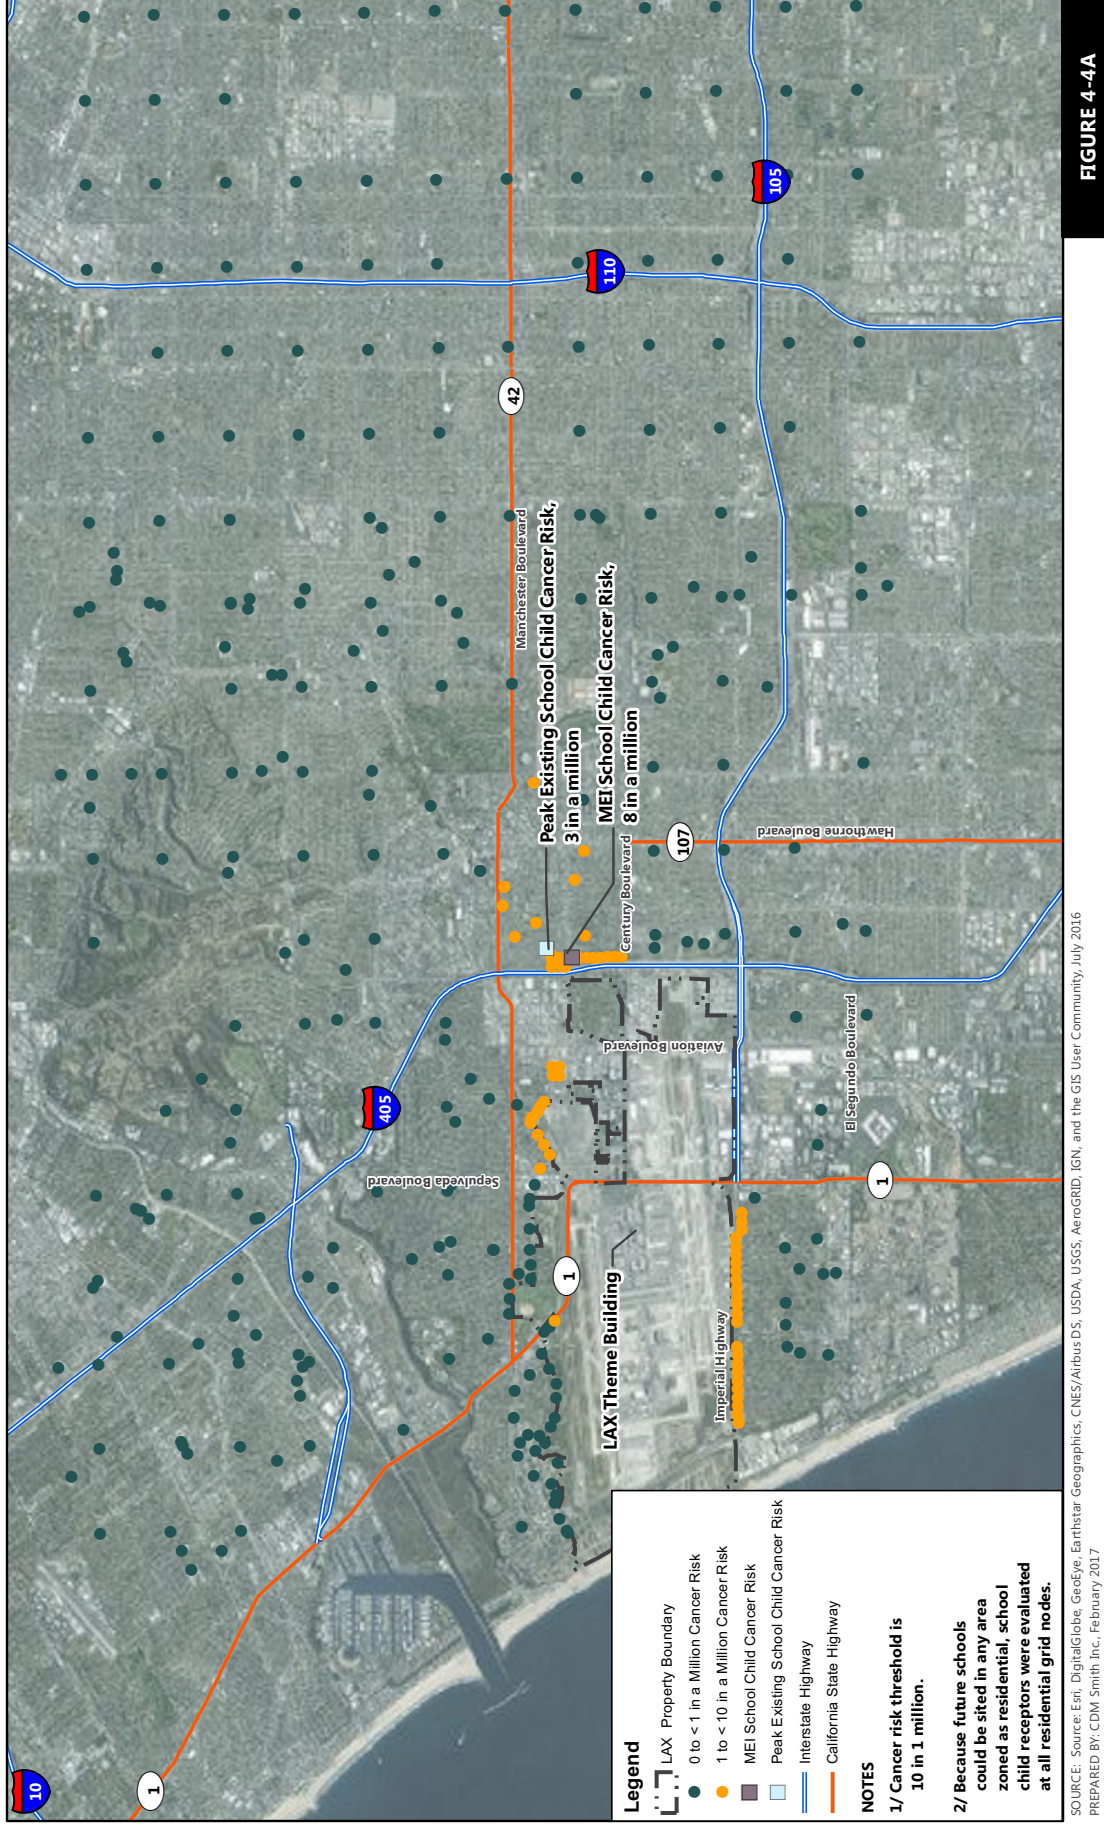 10
1
405
110
105
42
107
1
1
Manchester Boulevard
Sepulveda Boulevard
Peak Existing School Child Cancer Risk,
3 in a million
MEI School Child Cancer Risk,
8 in a million
Century Boulevard
Aviation Boulevard
Hawthorne Boulevard
El Segundo Boulevard
Imperial Highway
LAX Theme Building
Legend
LAX Property Boundary
0 to < 1 in a Million Cancer Risk
1 to < 10 in a Million Cancer Risk
MEI School Child Cancer Risk
Peak Existing School Child Cancer Risk
Interstate Highway
California State Highway
NOTES
1/ Cancer risk threshold is
10 in 1 million.
2/ Because future schools
could be sited in any area
zoned as residential, school
child receptors were evaluated
at all residential grid nodes.
SOURCE: Source: Esri, DigitalGlobe, GeoEye, Earthstar Geographics, CNES/Airbus DS, USDA, USGS, AeroGRID, IGN, and the GIS User Community, July 2016
PREPARED BY: CDM Smith Inc., February 2017
FIGURE 4-4A